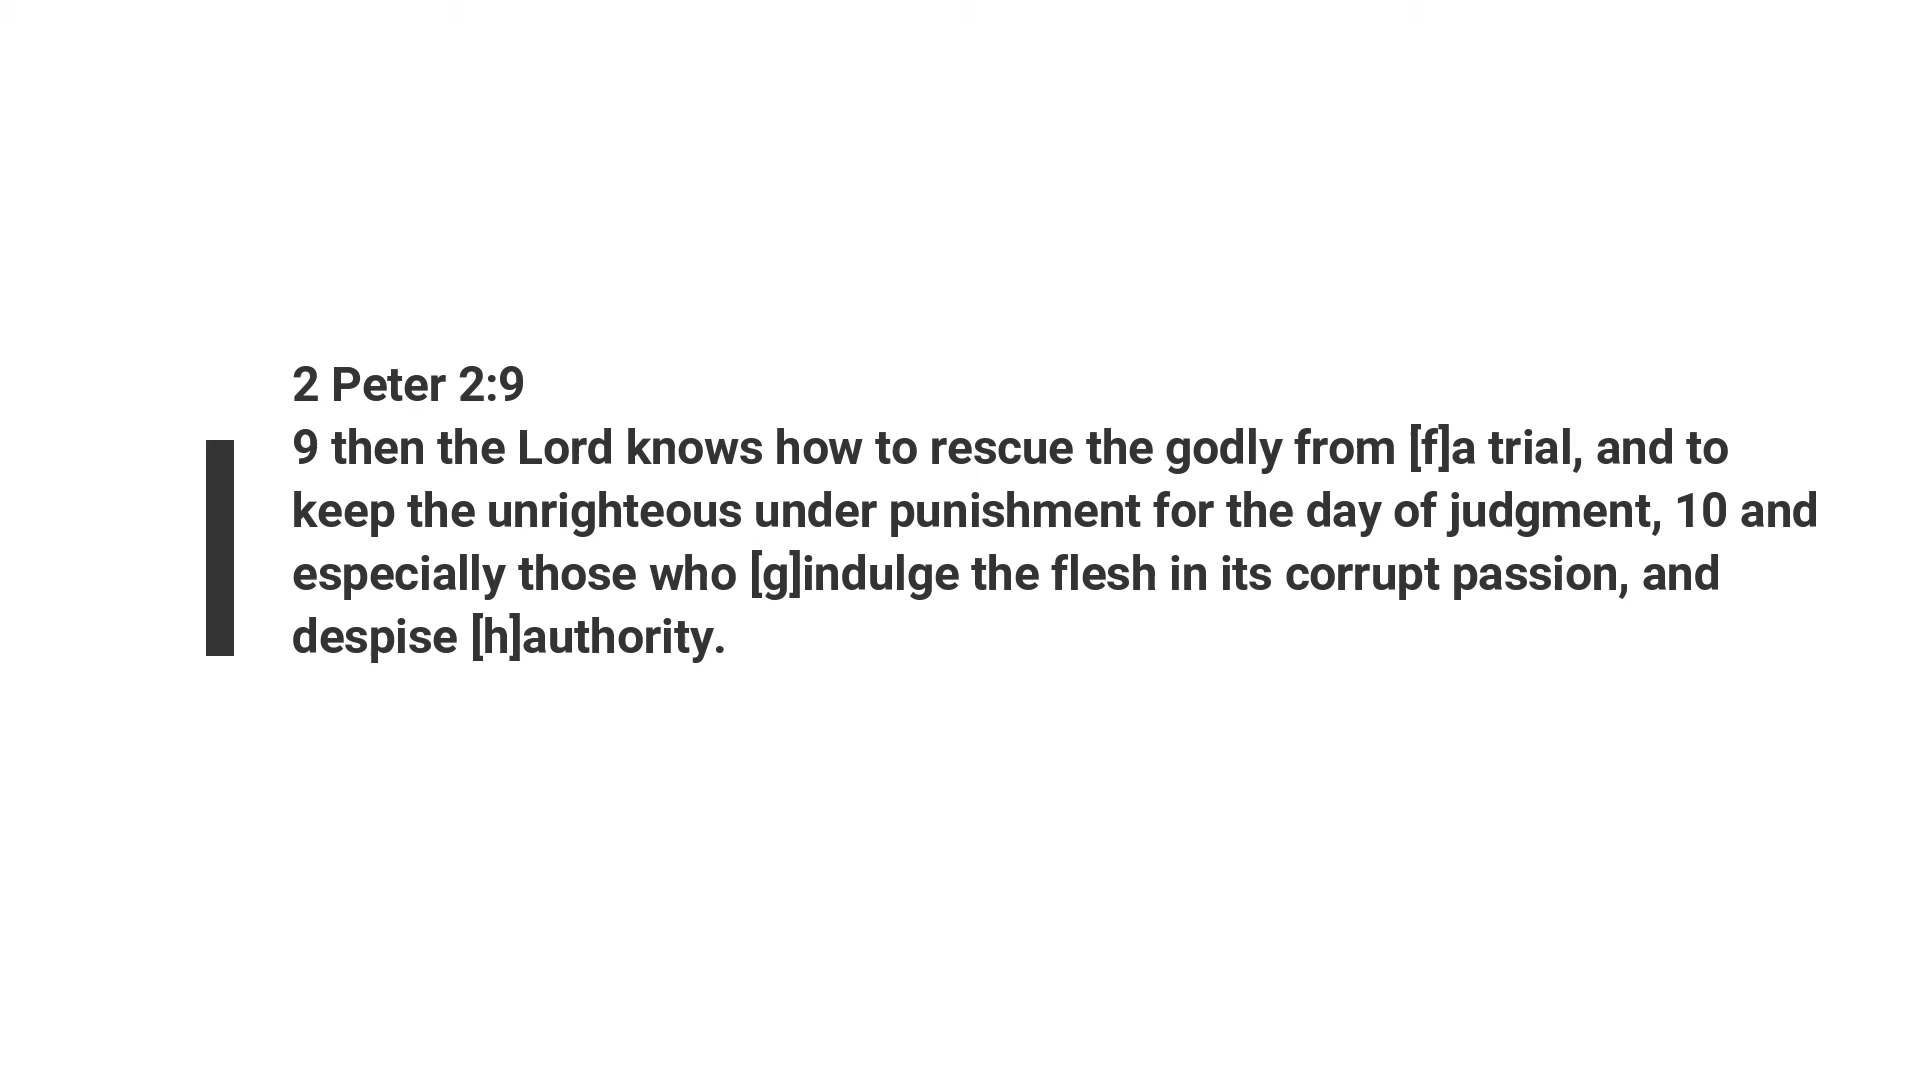 2 Peter 2:9
9 then the Lord knows how to rescue the godly from [f]a trial, and to
keep the unrighteous under punishment for the day of judgment, 10 and
especially those who [g]indulge the flesh in its corrupt passion, and
despise [h]authority.